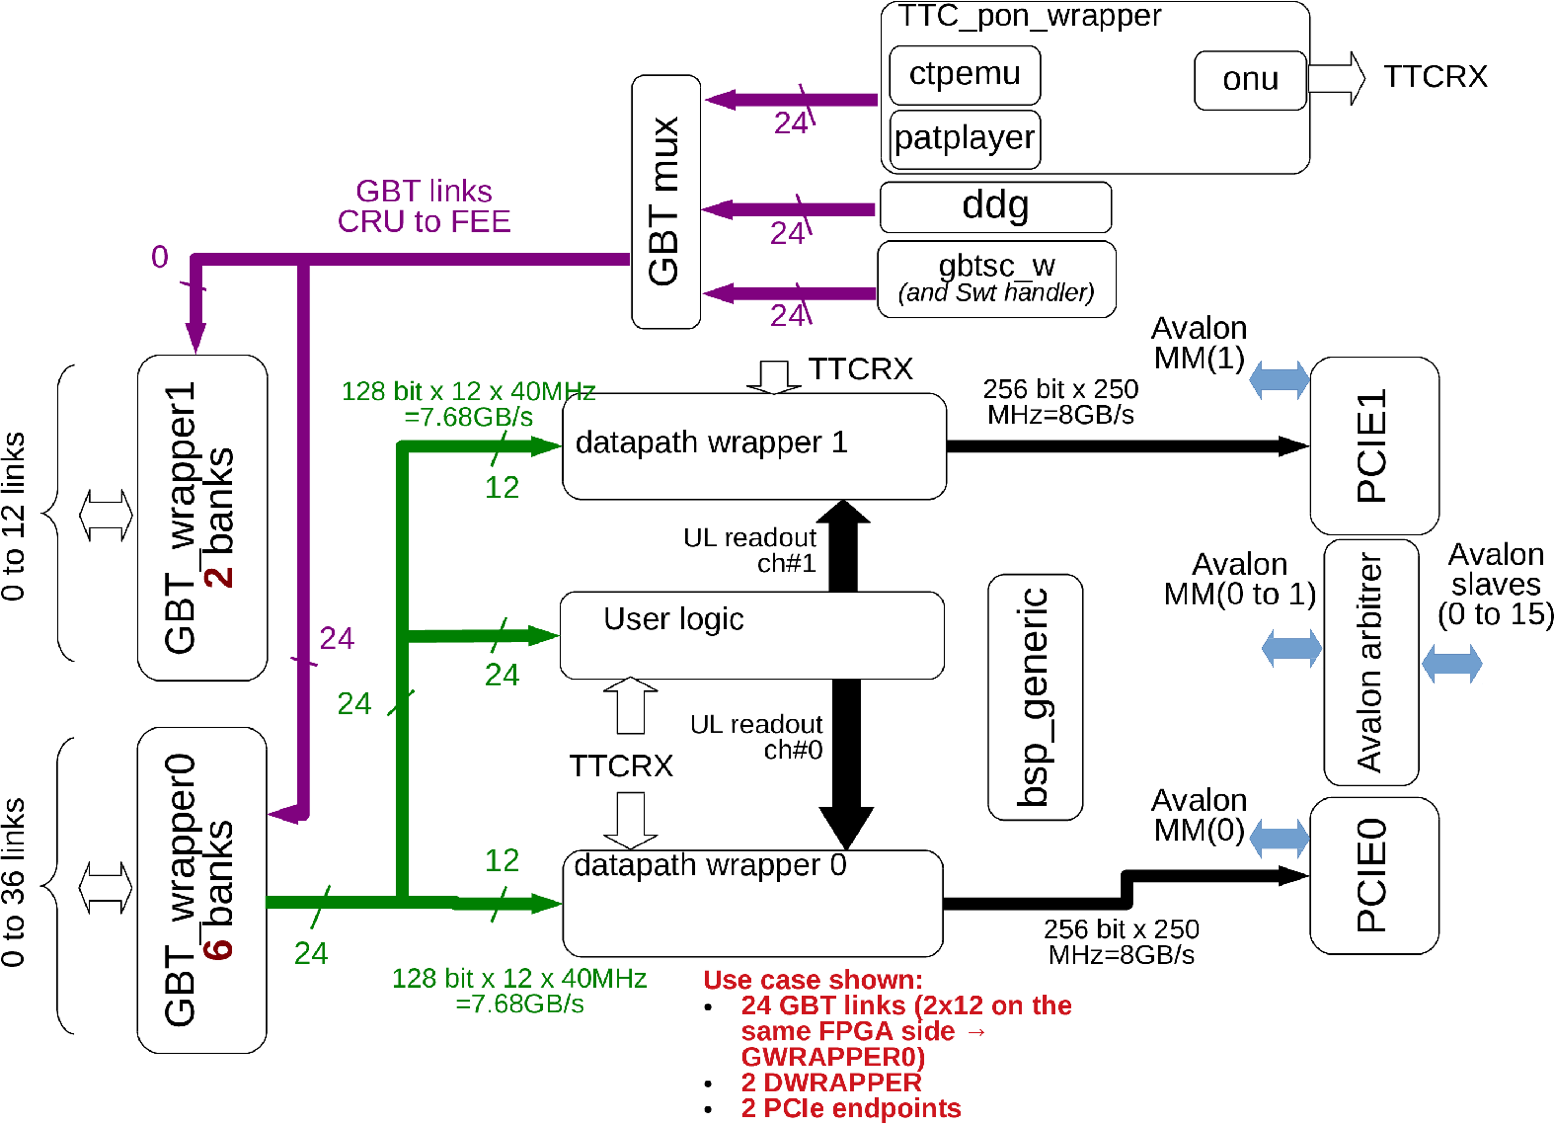 TTC_pon_wrapper
ctpemu
onu
TTCRX
patplayer
24
GBT mux
ddg
24
gbtsc_w
(and Swt handler)
24
GBT links
CRU to FEE
0
24
GBT_wrapper1
2 banks
0 to 12 links
GBT_wrapper0
6 banks
0 to 36 links
128 bit x 12 x 40MHz
=7.68GB/s
12
TTCRX
datapath wrapper 1
256 bit x 250
MHz=8GB/s
Avalon
MM(1)
PCIE1
UL readout
ch#1
User logic
24
24
UL readout
ch#0
TTCRX
bsp_generic
Avalon
MM(0 to 1)
Avalon arbitrer
Avalon
slaves
(0 to 15)
Avalon
MM(0)
PCIE0
12
24
datapath wrapper 0
256 bit x 250
MHz=8GB/s
128 bit x 12 x 40MHz
=7.68GB/s
Use case shown:
• 24 GBT links (2x12 on the
same FPGA side →
GWRAPPER0)
• 2 DWRAPPER
• 2 PCIe endpoints